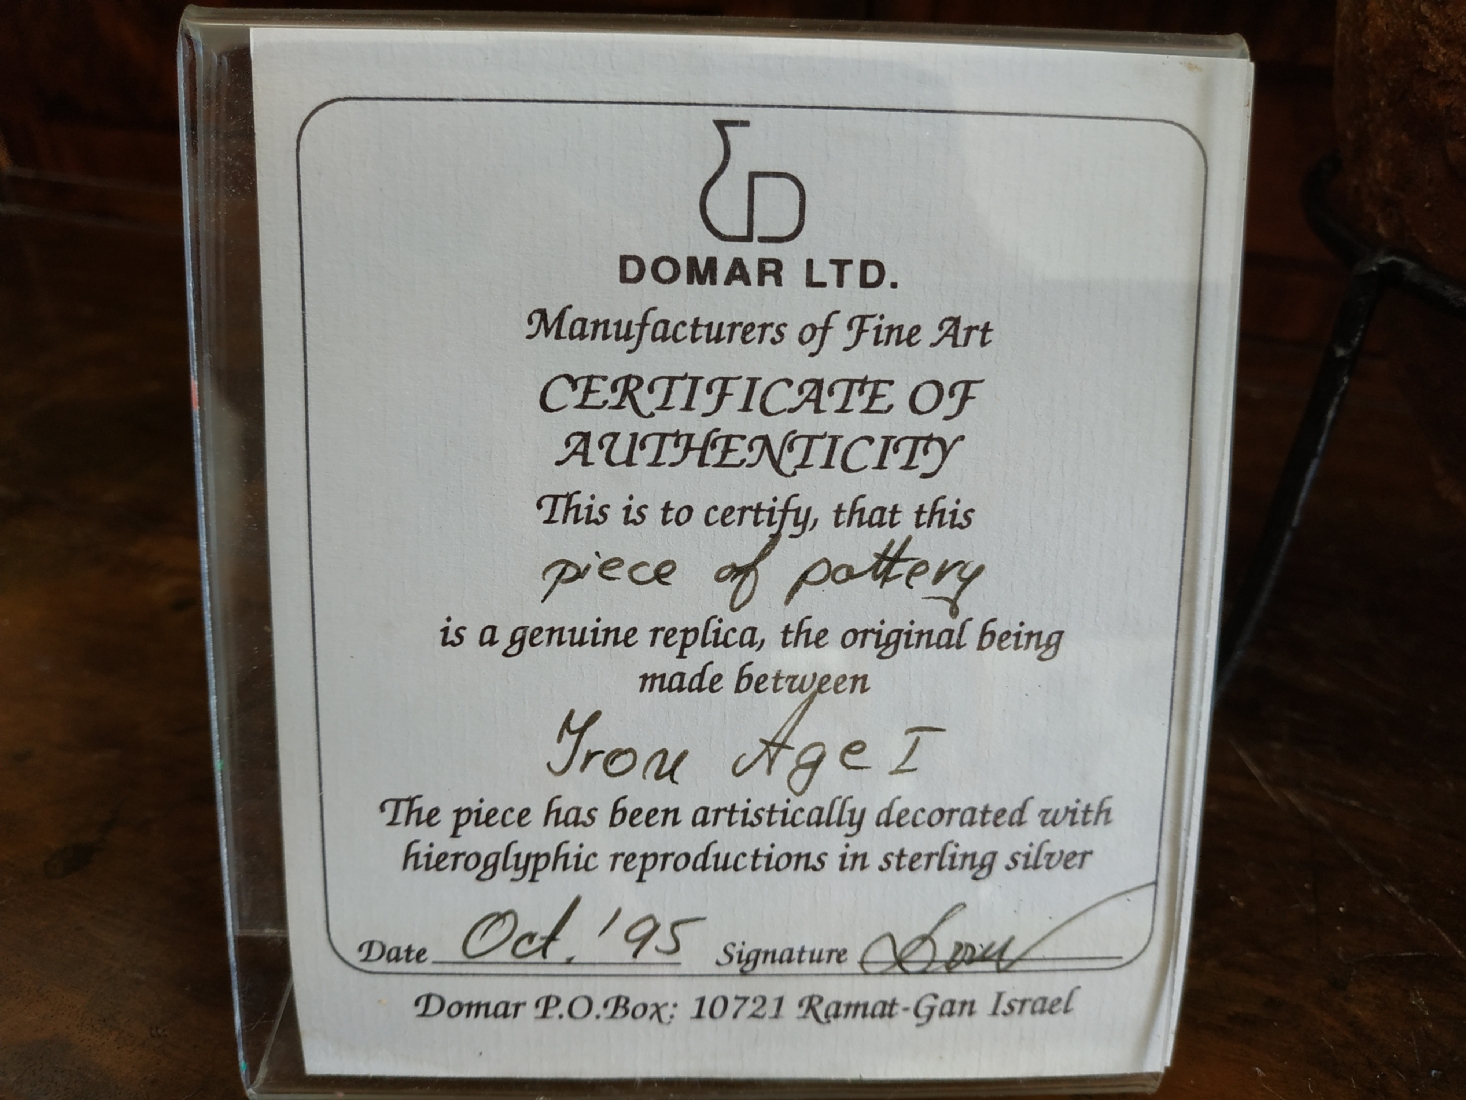 DOMAR LTD.
Manufacturers of Fine Art
CERTIFICATE OF
AUTHENTICITY
This is to certify, that this
piece of pottery
is a genuine replica, the original being
made between
Iron Age I
The piece has been artistically decorated with
hieroglyphic reproductions in sterling silver
Date Oct. '95 Signature
Domar P.O.Box: 10721 Ramat-Gan Israel